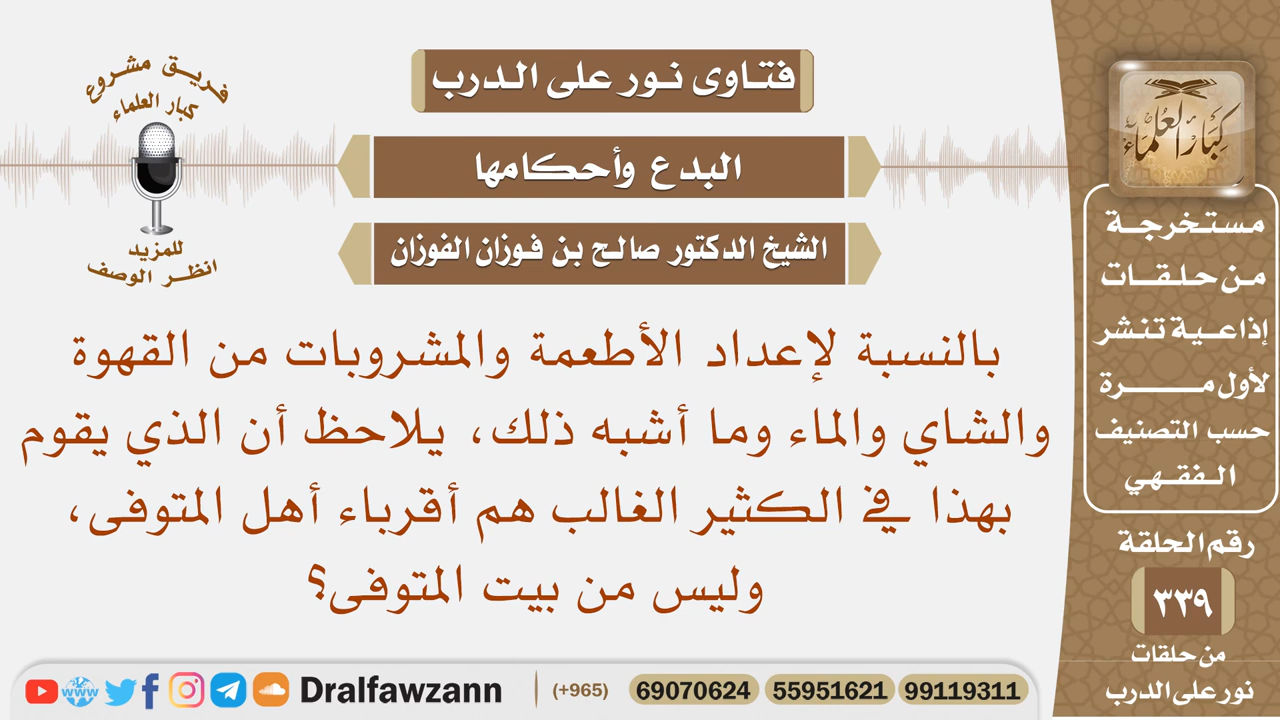 فتاوى نور على الدرب
البدع وأحكامها
الشيخ الدكتور صالح بن فوزان الفوزان
فريق مشروع
كبار العلماء
للمزيد
انظر الوصف
بالنسبة لإعداد الأطعمة والمشروبات من القهوة
والشاي والماء وما أشبه ذلك، يلاحظ أن الذي يقوم
بهذا في الكثير الغالب هم أقرباء أهل المتوفى،
وليس من بيت المتوفى؟
كبار العلماء
مستخرجة
من حلقات
إذاعية تنشر
لأول مرة
حسب التصنيف
الفقهي
رقم الحلقة
٣٣٩
من حلقات
نور على الدرب
www Dralfawzann (+965) 69070624 55951621 99119311